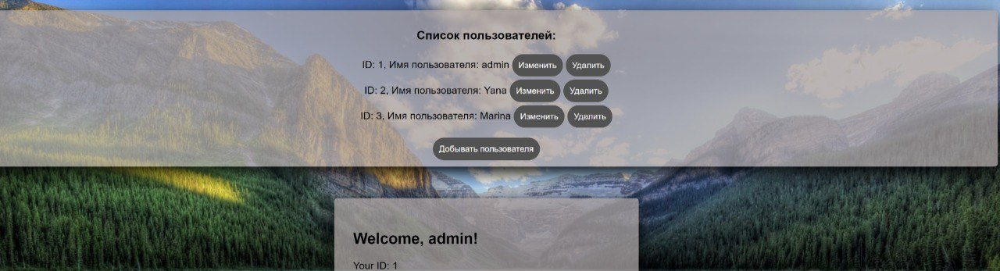 Список пользователей:
ID: 1, Имя пользователя: admin Изменить Удалить
ID: 2, Имя пользователя: Yana Изменить Удалить
ID: 3, Имя пользователя: Marina Изменить Удалить
Добывать пользователя
Welcome, admin!
Your ID: 1